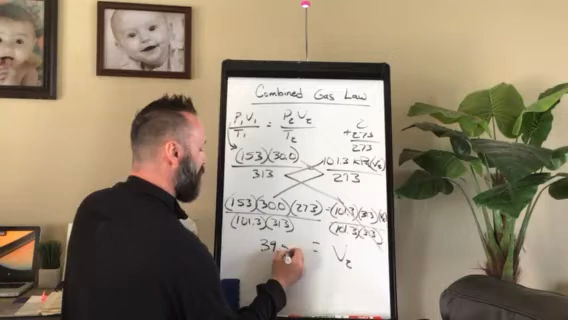 Combined Gas Law
P₁V₁/T₁ = P₂V₂/T₂
C
+273
273
(153)(30.0)/313
101.3 KPa(V₂)/273
(153)(30.0)(273)/(101.3)(313) = (101.3)(313)(V₂)/(101.3)(313)
39 = V₂